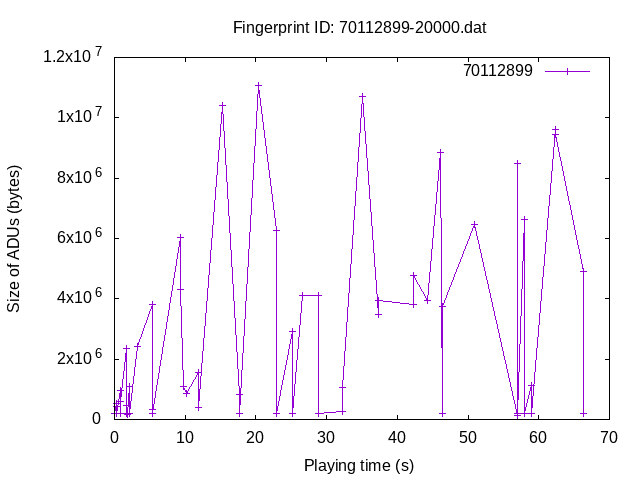 Fingerprint ID: 70112899-20000.dat
70112899
1.2x10^7
1x10^7
8x10^6
6x10^6
4x10^6
2x10^6
0
Size of ADUs (bytes)
0 10 20 30 40 50 60 70
Playing time (s)